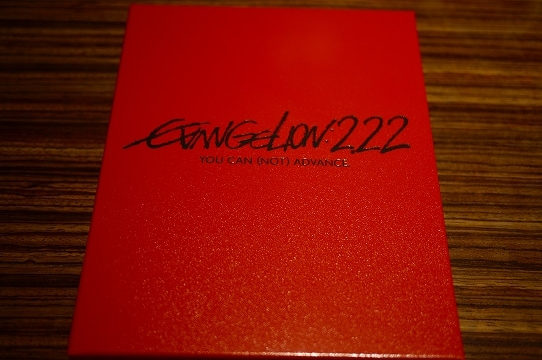 EVANGELION:2.22
YOU CAN (NOT) ADVANCE.